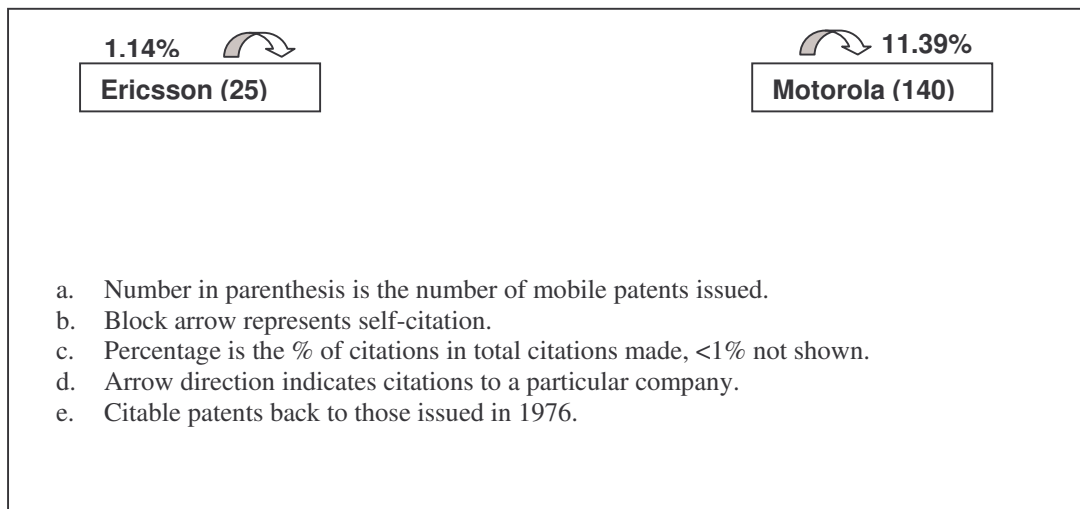 1.14%
11.39%
Ericsson (25)
Motorola (140)
a. Number in parenthesis is the number of mobile patents issued.
b. Block arrow represents self-citation.
c. Percentage is the % of citations in total citations made, <1% not shown.
d. Arrow direction indicates citations to a particular company.
e. Citable patents back to those issued in 1976.